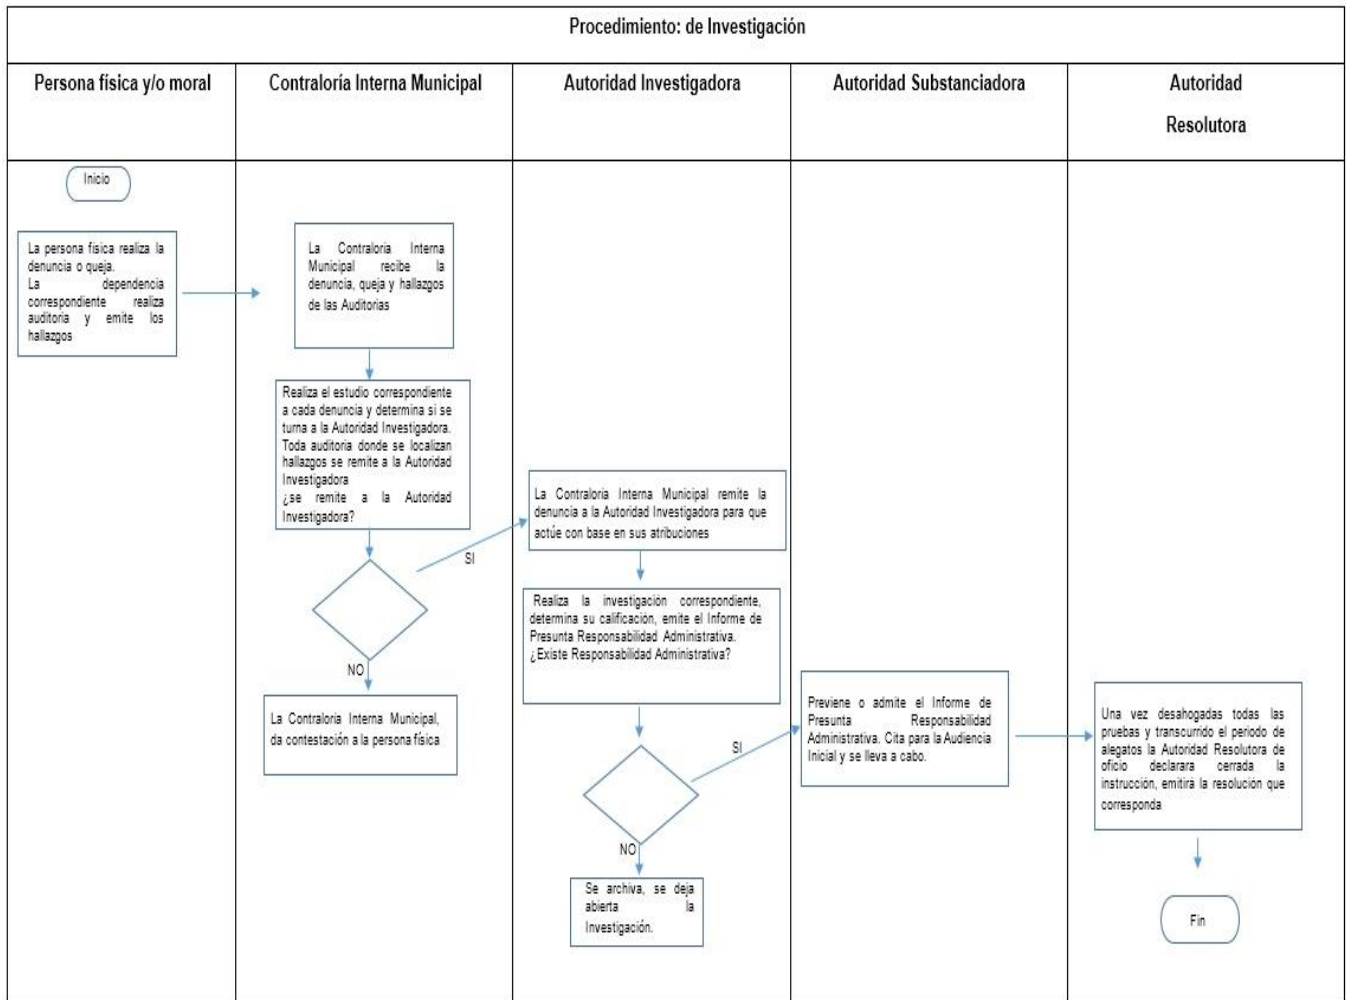 Procedimiento: de Investigación
Persona física y/o moral
Contraloría Interna Municipal
Autoridad Investigadora
Autoridad Substanciadora
Autoridad
Resolutora
Inicio
La persona física realiza la
denuncia o queja.
La dependencia
correspondiente realiza
auditoria y emite los
hallazgos
La Contraloría Interna
Municipal recibe la
denuncia, queja y hallazgos
de las Auditorias
Realiza el estudio correspondiente
a cada denuncia y determina si se
turna a la Autoridad Investigadora.
Toda auditoria donde se localizan
hallazgos se remite a la Autoridad
Investigadora
¿se remite a la Autoridad
Investigadora?
SI
NO
La Contraloría Interna Municipal,
da contestación a la persona física
La Contraloría Interna Municipal remite la
denuncia a la Autoridad Investigadora para que
actúe con base en sus atribuciones
Realiza la investigación correspondiente,
determina su calificación, emite el Informe de
Presunta Responsabilidad Administrativa.
¿Existe Responsabilidad Administrativa?
SI
NO
Se archiva, se deja
abierta la
Investigación.
Previene o admite el Informe de
Presunta Responsabilidad
Administrativa. Cita para la Audiencia
Inicial y se lleva a cabo.
Una vez desahogadas todas las
pruebas y transcurrido el periodo de
alegatos la Autoridad Resolutora de
oficio declarara cerrada la
instrucción, emitirá la resolución que
corresponda
Fin